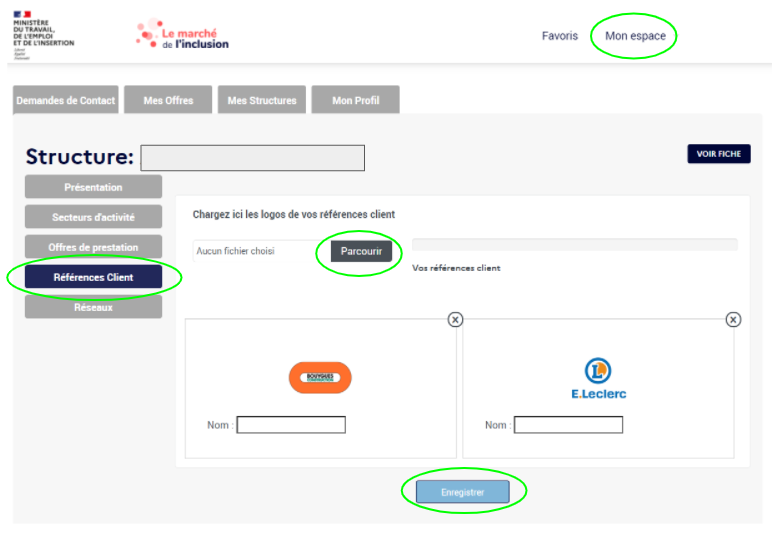 MINISTÈRE
DU TRAVAIL,
DE L'EMPLOI
ET DE L'INSERTION
Liberté
Égalité
Fraternité
Le marché
de l'inclusion
Favoris
Mon espace
Demandes de Contact
Mes Offres
Mes Structures
Mon Profil
Structure:
VOIR FICHE
Présentation
Secteurs d'activité
Offres de prestation
Références Client
Réseaux
Chargez ici les logos de vos références client
Aucun fichier choisi
Parcourir
Vos références client
BOUYGUES
E.Leclerc
Nom :
Nom :
Enregistrer